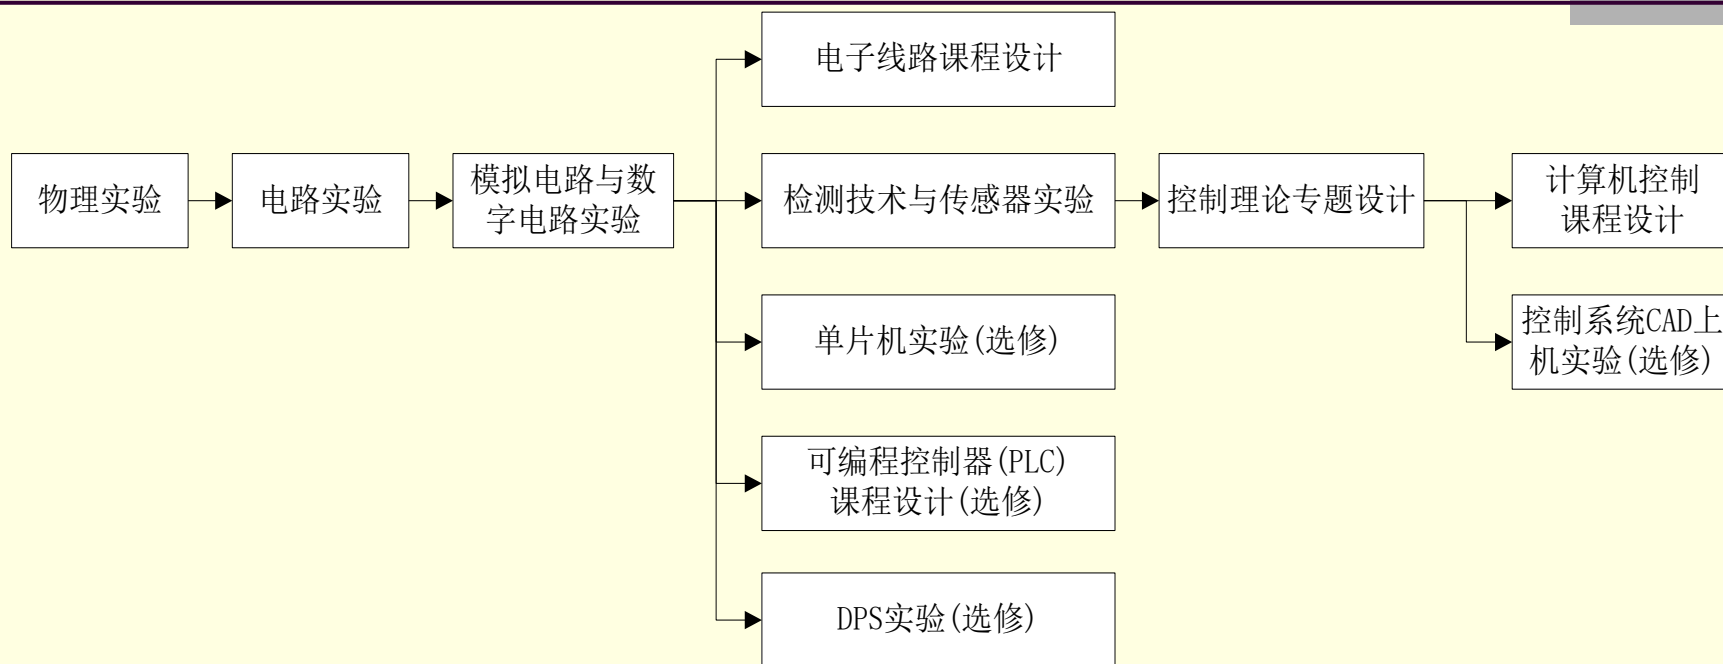 电子线路课程设计
物理实验
电路实验
模拟电路与数
字电路实验
检测技术与传感器实验
控制理论专题设计
计算机控制
课程设计
单片机实验(选修)
控制系统CAD上
机实验(选修)
可编程控制器(PLC)
课程设计(选修)
DPS实验(选修)